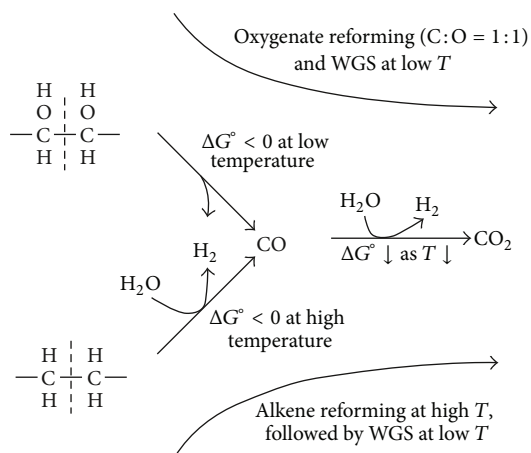 Oxygenate reforming (C:O = 1:1)
and WGS at low T
H H
O O
— C — C —
H H
ΔG° < 0 at low
temperature
H₂O H₂
H₂ CO CO₂
ΔG° ↓ as T ↓
H₂O
ΔG° < 0 at high
temperature
H H
— C — C —
H H
Alkene reforming at high T,
followed by WGS at low T